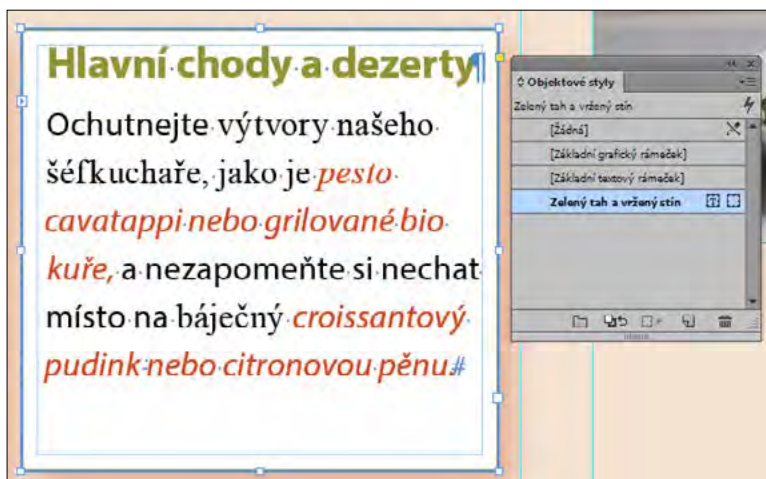 Hlavní chody a dezerty¶
Ochutnejte výtvory našeho
šéfkuchaře, jako je pesto
cavatappi nebo grilované bio
kuře, a nezapomeňte si nechat
místo na báječný croissantový
pudink nebo citronovou pěnu.#
Objektové styly
Zelený tah a vržený stín
[Žádná]
[Základní grafický rámeček]
[Základní textový rámeček]
Zelený tah a vržený stín